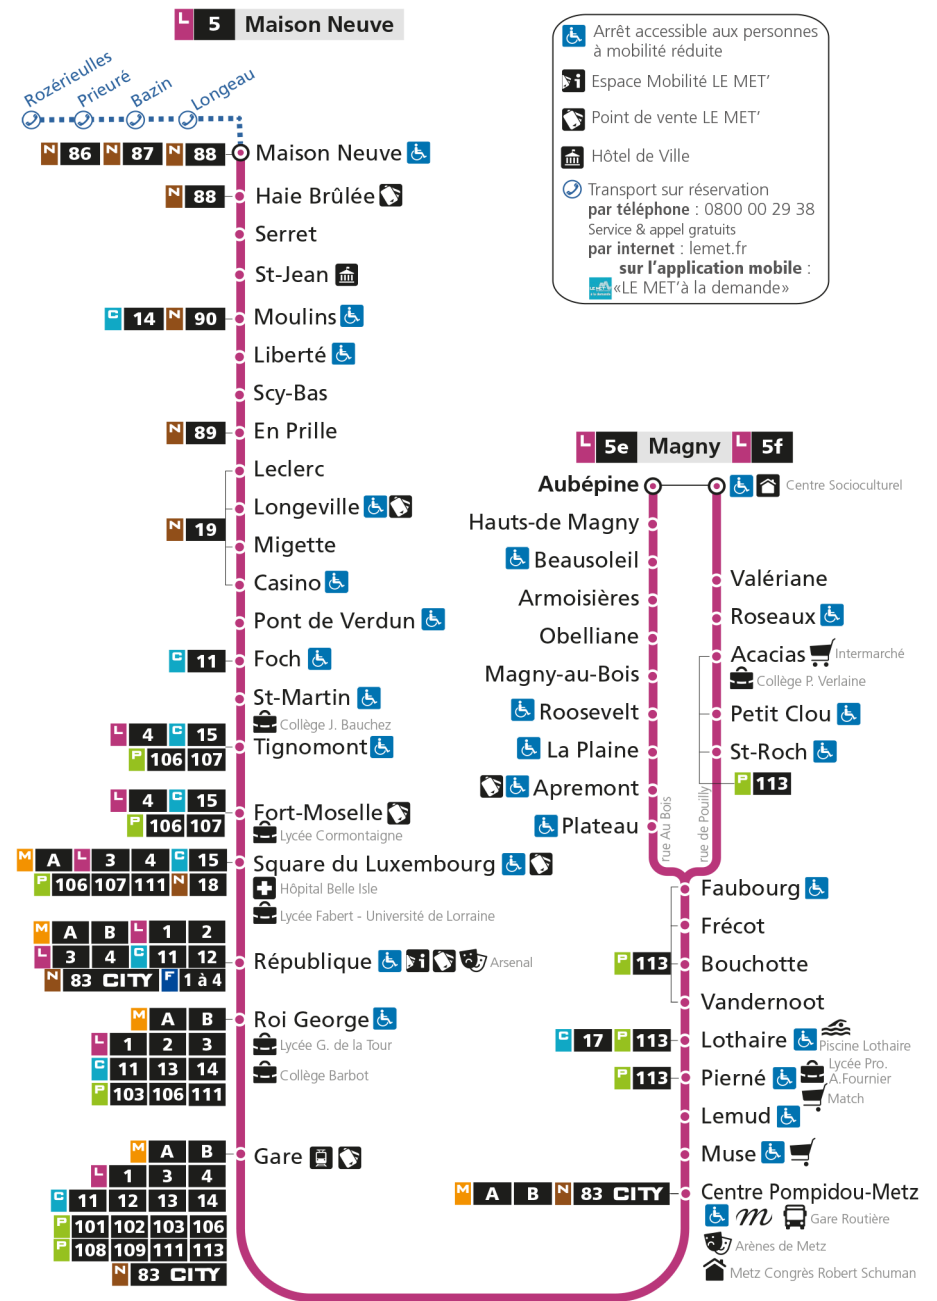 L 5 Maison Neuve
Arrêt accessible aux personnes
à mobilité réduite
Espace Mobilité LE MET'
Point de vente LE MET'
Hôtel de Ville
Transport sur réservation
par téléphone : 0800 00 29 38
Service & appel gratuits
par internet : lemet.fr
sur l'application mobile :
«LE MET'à la demande»
Rozérieulles
Prieuré
Bazin
Longeau
N 86 N 87 N 88 Maison Neuve
N 88 Haie Brûlée
Serret
St-Jean
C 14 N 90 Moulins
Liberté
Scy-Bas
N 89 En Prille
Leclerc
Longeville
N 19
Migette
Casino
Pont de Verdun
C 11 Foch
St-Martin
Collège J. Bauchez
L 4 C 15
Tignomont
P 106 107
L 4 C 15
Fort-Moselle
P 106 107
Lycée Cormontaigne
M A L 3 4 C 15
Square du Luxembourg
P 106 107 111 N 18
Hôpital Belle Isle
Lycée Fabert - Université de Lorraine
M A B L 1 2
L 3 4 C 11 12
République
Arsenal
N 83 CITY F 1 à 4
M A B
Roi George
L 1 2 3
Lycée G. de la Tour
C 11 13 14
Collège Barbot
P 103 106 111
M A B
Gare
L 1 3 4
C 11 12 13 14
P 101 102 103 106
P 108 109 111 113
N 83 CITY
L 5e Magny L 5f
Aubépine
Centre Socioculturel
Hauts-de Magny
Beausoleil
Armoisières
Obelliane
Magny-au-Bois
Roosevelt
La Plaine
Apremont
Plateau
rue Au Bois
rue de Pouilly
Valériane
Roseaux
Acacias
Intermarché
Collège P. Verlaine
Petit Clou
St-Roch
P 113
Faubourg
Frécot
P 113 Bouchotte
Vandernoot
C 17 P 113 Lothaire
Piscine Lothaire
P 113 Pierné
Lycée Pro.
A.Fournier
Match
Lemud
Muse
M A B N 83 CITY Centre Pompidou-Metz
m
Gare Routière
Arènes de Metz
Metz Congrès Robert Schuman